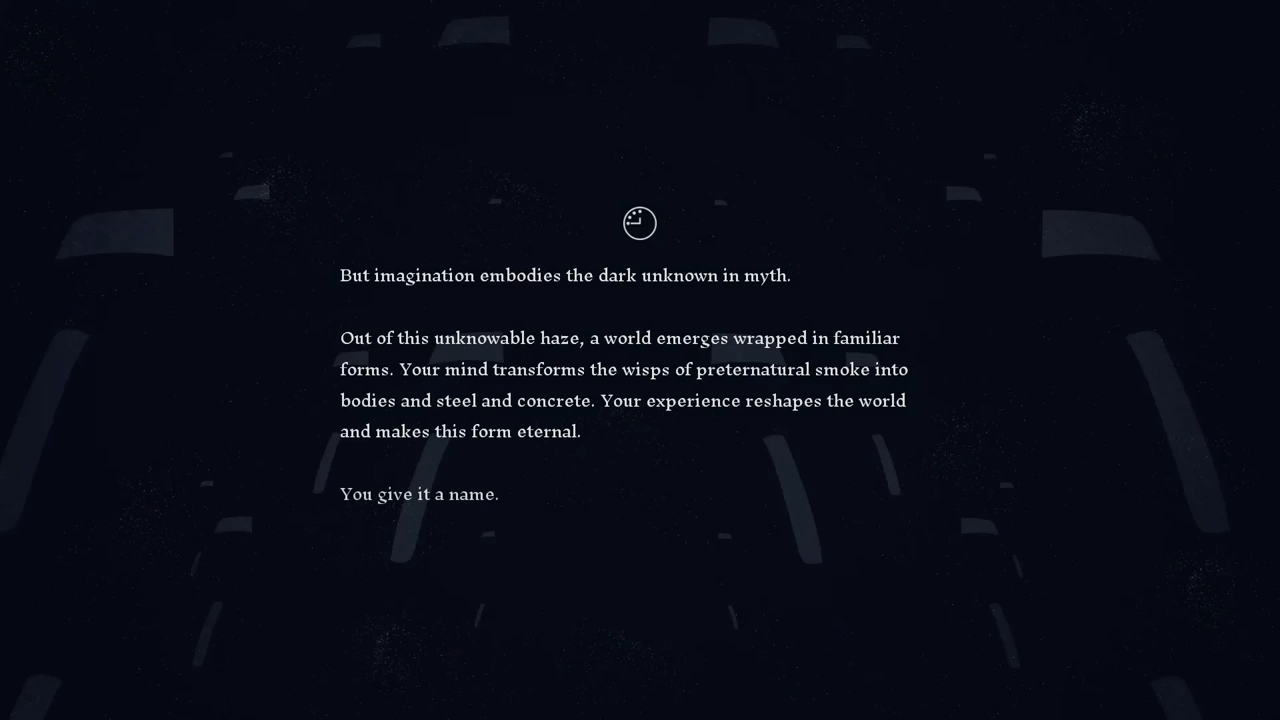 But imagination embodies the dark unknown in myth.
Out of this unknowable haze, a world emerges wrapped in familiar
forms. Your mind transforms the wisps of preternatural smoke into
bodies and steel and concrete. Your experience reshapes the world
and makes this form eternal.
You give it a name.